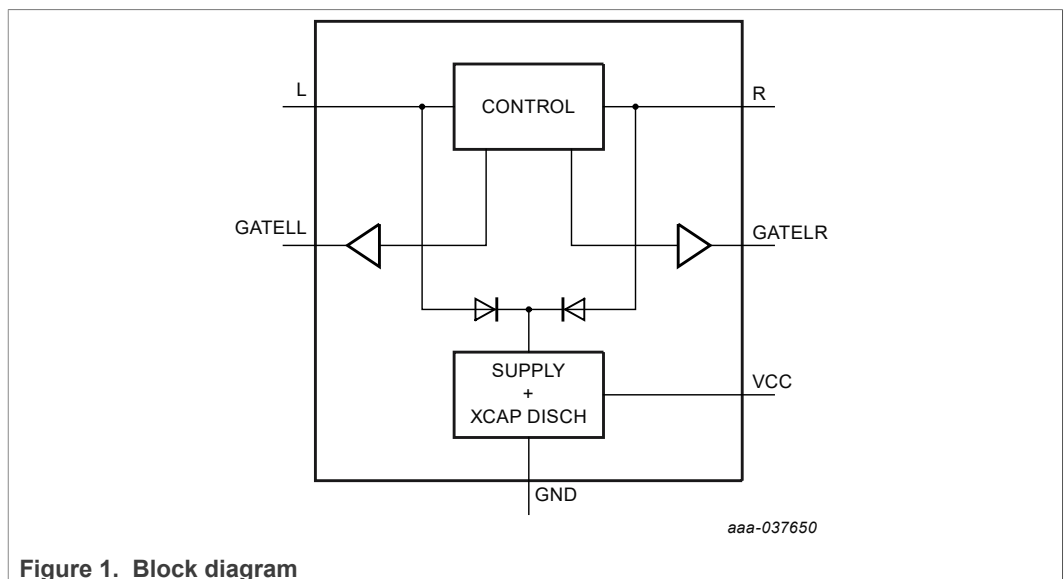 L
CONTROL
R
GATELL
GATELR
SUPPLY
+
XCAP DISCH
VCC
GND
aaa-037650
Figure 1. Block diagram